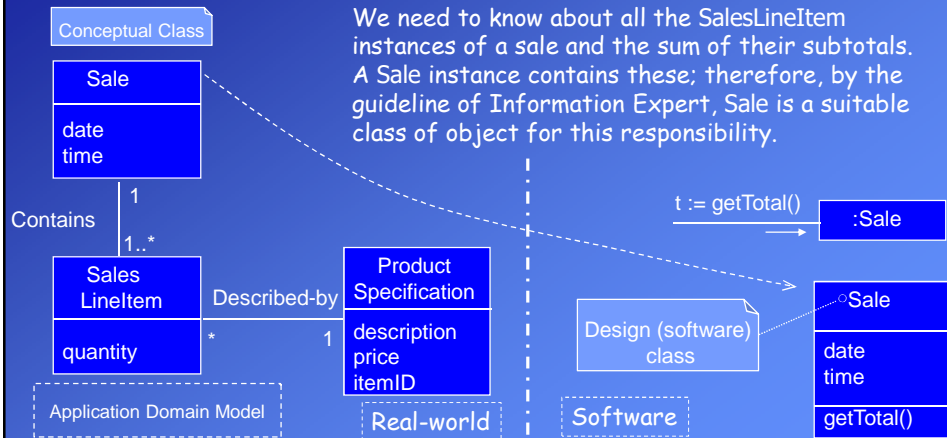 Conceptual Class
We need to know about all the SalesLineItem
instances of a sale and the sum of their subtotals.
A Sale instance contains these; therefore, by the
guideline of Information Expert, Sale is a suitable
class of object for this responsibility.
Sale
date
time
1
Contains
1..*
Sales
LineItem
quantity
Described-by
*
1
Product
Specification
description
price
itemID
Application Domain Model
Real-world
t := getTotal()
:Sale
Design (software)
class
Sale
date
time
getTotal()
Software